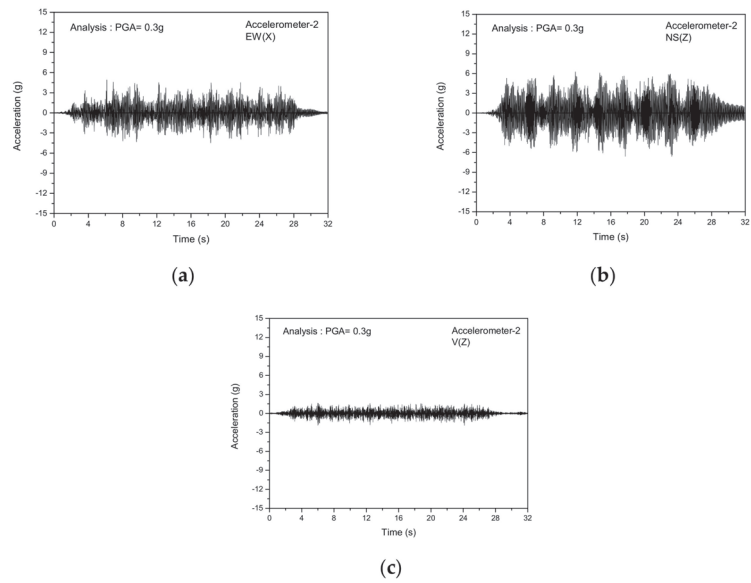 Analysis : PGA= 0.3g
Accelerometer-2
EW(X)
Acceleration (g)
15
12
9
6
3
0
-3
-6
-9
-12
-15
0 4 8 12 16 20 24 28 32
Time (s)
(a)
Analysis : PGA= 0.3g
Accelerometer-2
NS(Z)
Acceleration (g)
15
12
9
6
3
0
-3
-6
-9
-12
-15
0 4 8 12 16 20 24 28 32
Time (s)
(b)
Analysis : PGA= 0.3g
Accelerometer-2
V(Z)
Acceleration (g)
15
12
9
6
3
0
-3
-6
-9
-12
-15
0 4 8 12 16 20 24 28 32
Time (s)
(c)